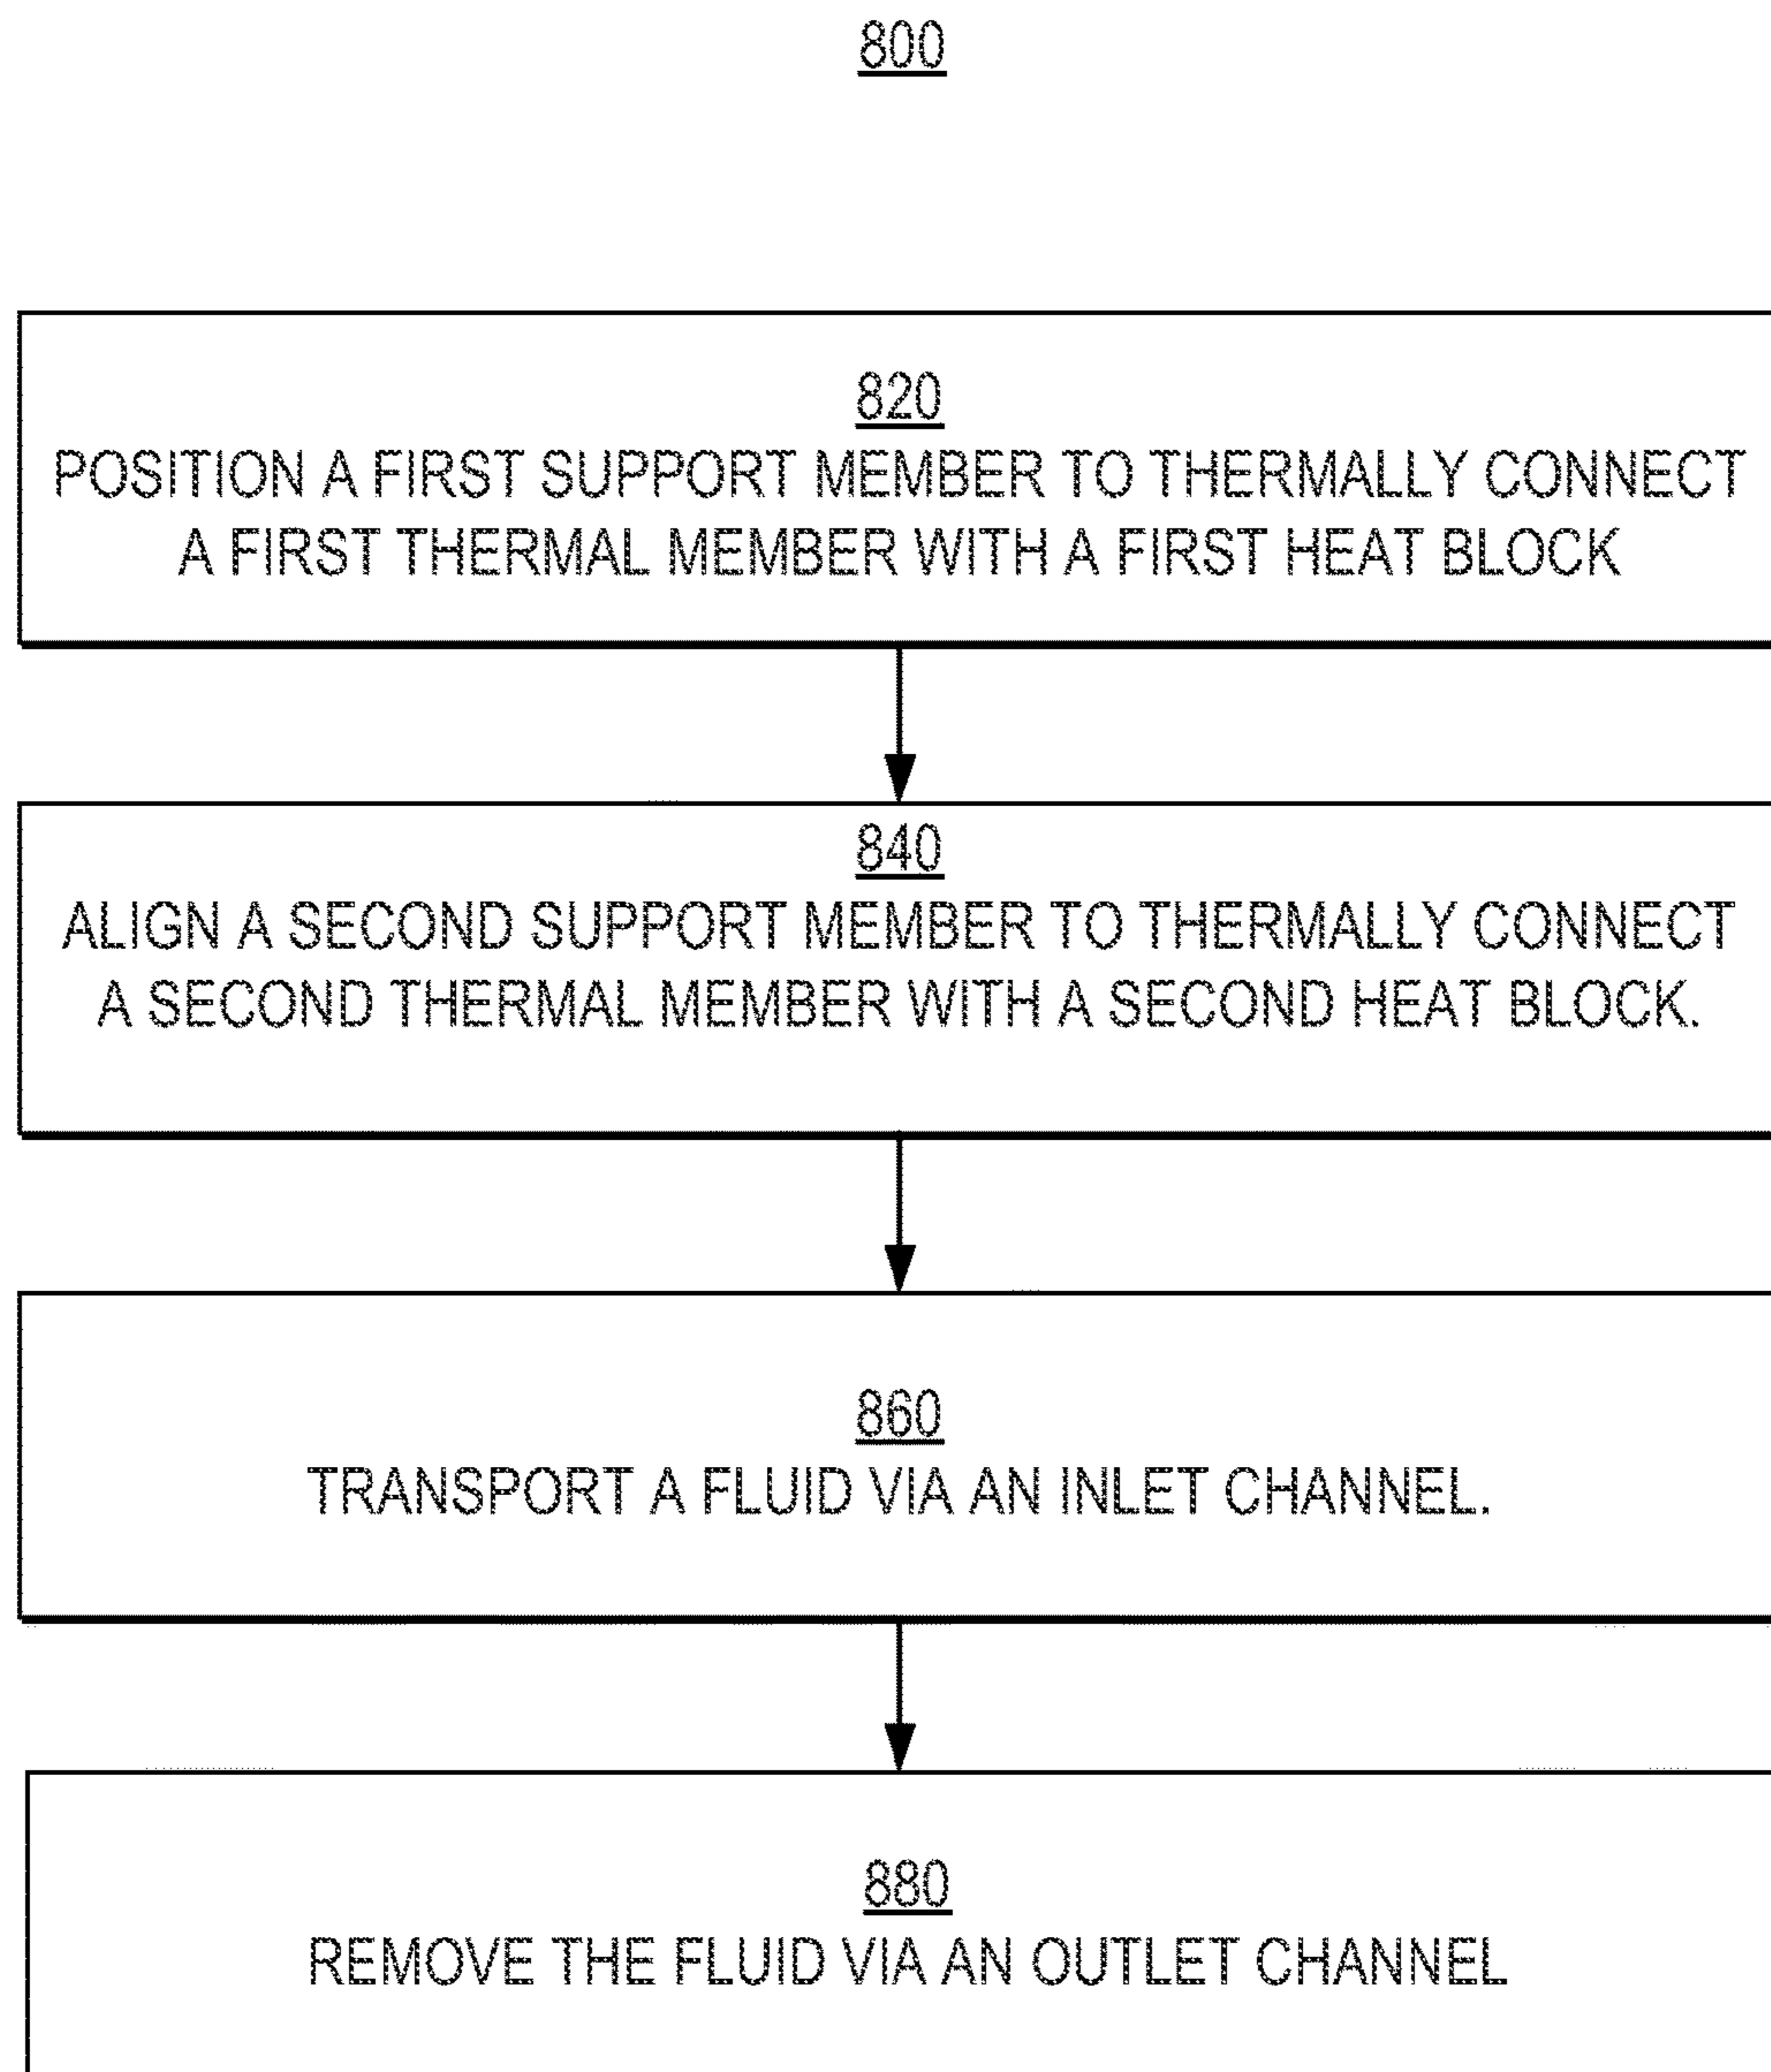 800
820
POSITION A FIRST SUPPORT MEMBER TO THERMALLY CONNECT
A FIRST THERMAL MEMBER WITH A FIRST HEAT BLOCK
840
ALIGN A SECOND SUPPORT MEMBER TO THERMALLY CONNECT
A SECOND THERMAL MEMBER WITH A SECOND HEAT BLOCK.
860
TRANSPORT A FLUID VIA AN INLET CHANNEL.
880
REMOVE THE FLUID VIA AN OUTLET CHANNEL